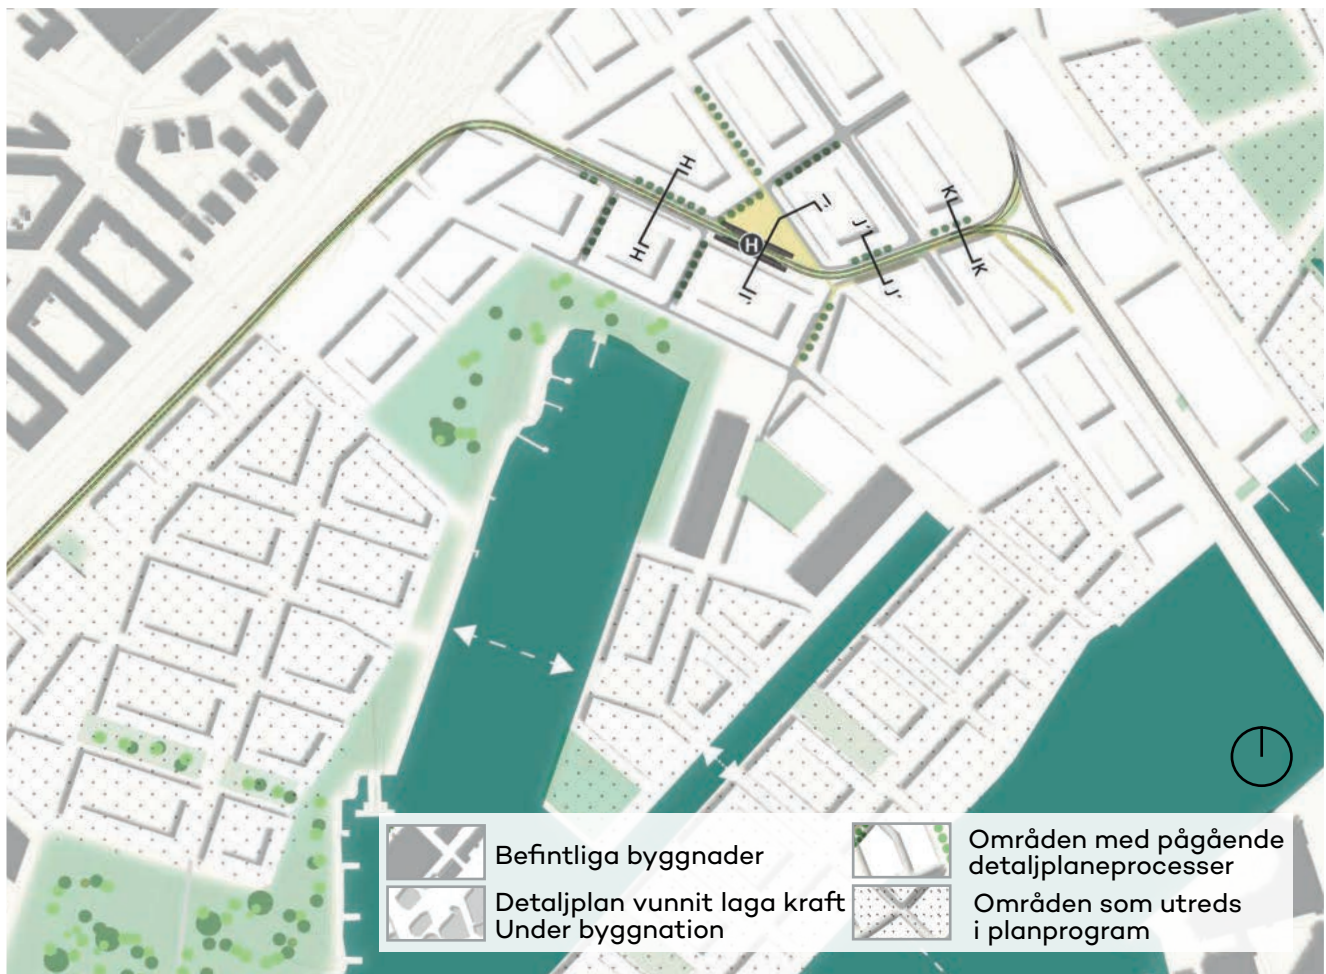 H
K'
I'
J'
H
H'
K
I'
J'
Befintliga byggnader
Detaljplan vunnit laga kraft
Under byggnation
Områden med pågående
detaljplaneprocesser
Områden som utreds
i planprogram